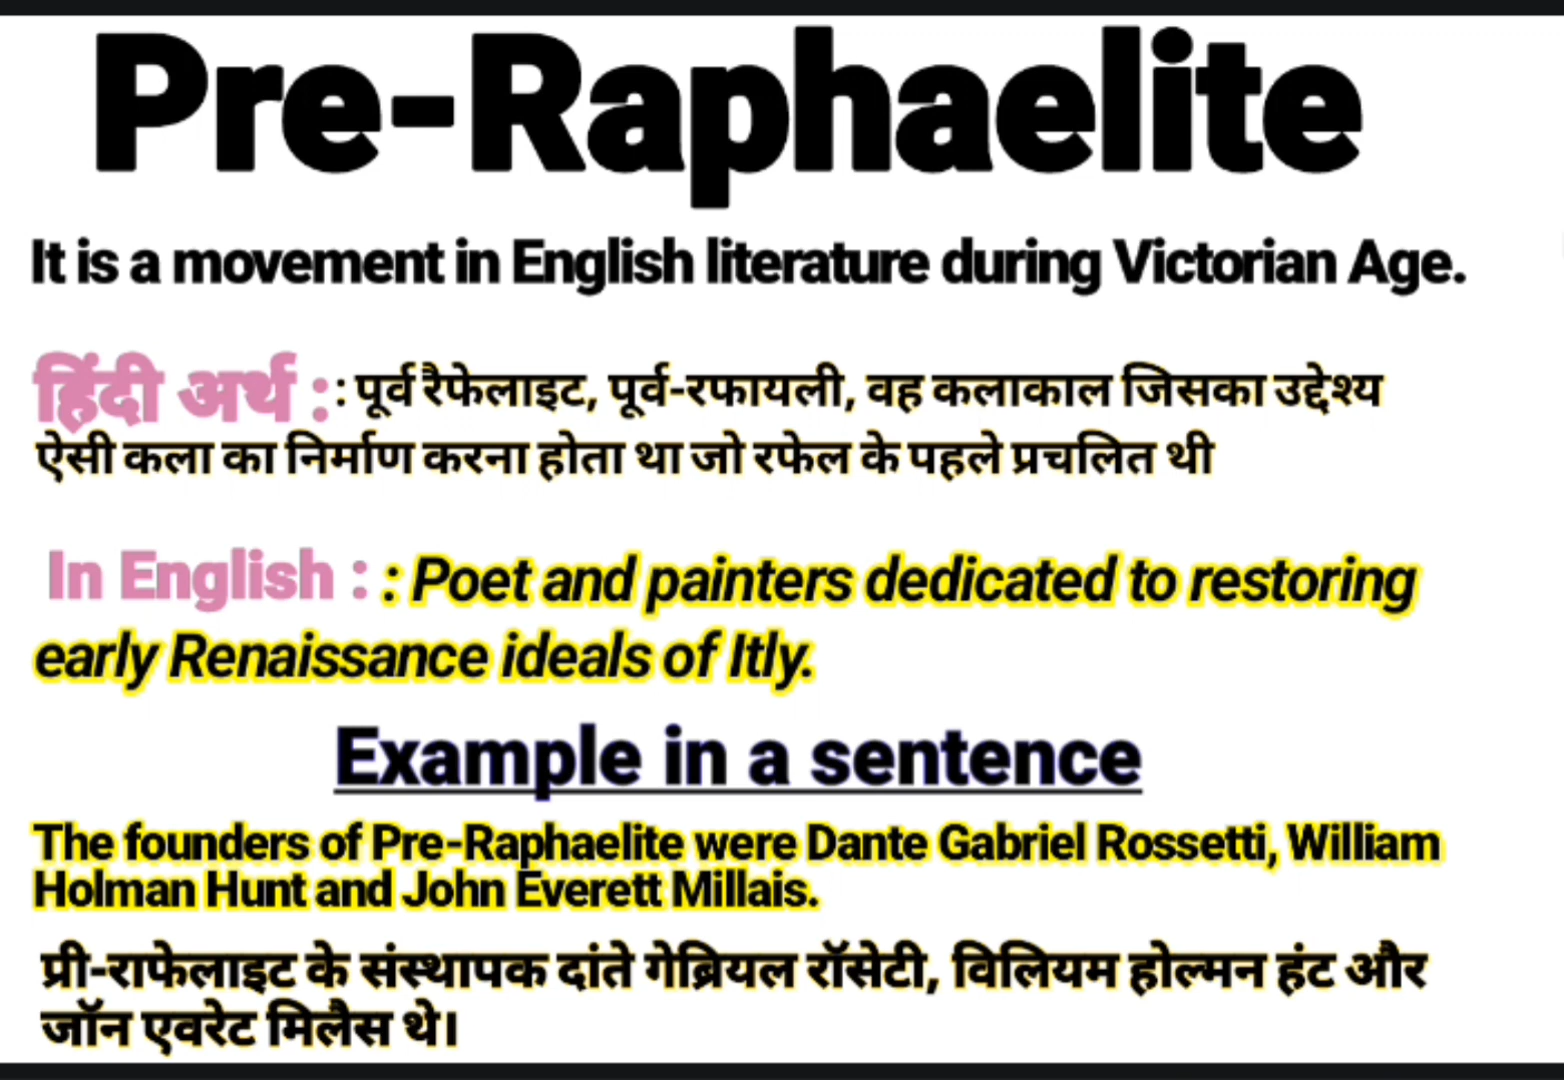 Pre-Raphaelite
It is a movement in English literature during Victorian Age.
हिंदी अर्थ : : पूर्व रैफेलाइट, पूर्व-रफायली, वह कलाकाल जिसका उद्देश्य
ऐसी कला का निर्माण करना होता था जो रफेल के पहले प्रचलित थी
In English : : Poet and painters dedicated to restoring
early Renaissance ideals of Itly.
Example in a sentence
The founders of Pre-Raphaelite were Dante Gabriel Rossetti, William
Holman Hunt and John Everett Millais.
प्री-राफेलाइट के संस्थापक दांते गेब्रियल रॉसेटी, विलियम होल्मन हंट और
जॉन एवरेट मिलैस थे।